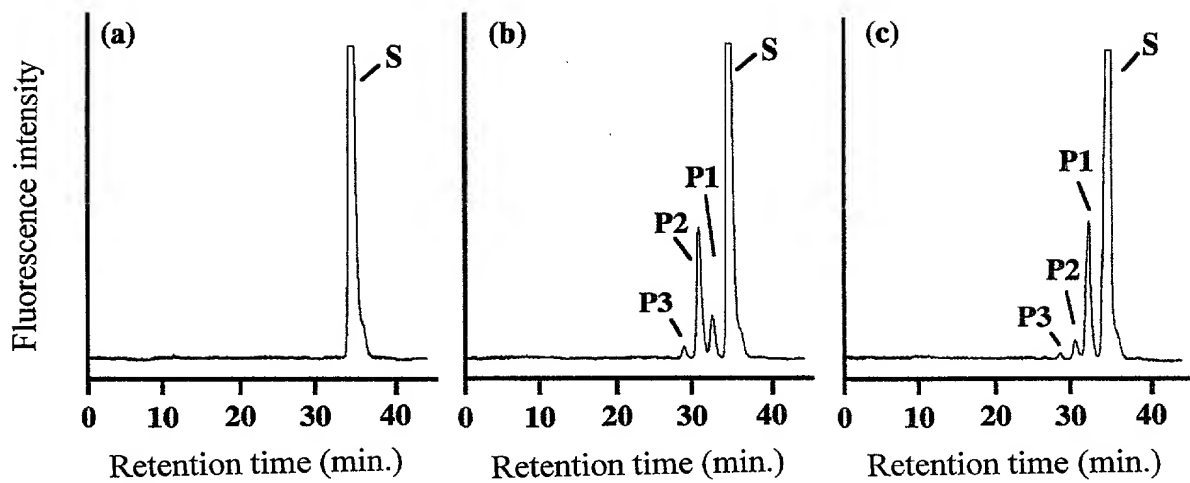 Fluorescence intensity
(a)
S
0 10 20 30 40
Retention time (min.)
(b)
S
P1
P2
P3
0 10 20 30 40
Retention time (min.)
(c)
S
P1
P2
P3
0 10 20 30 40
Retention time (min.)